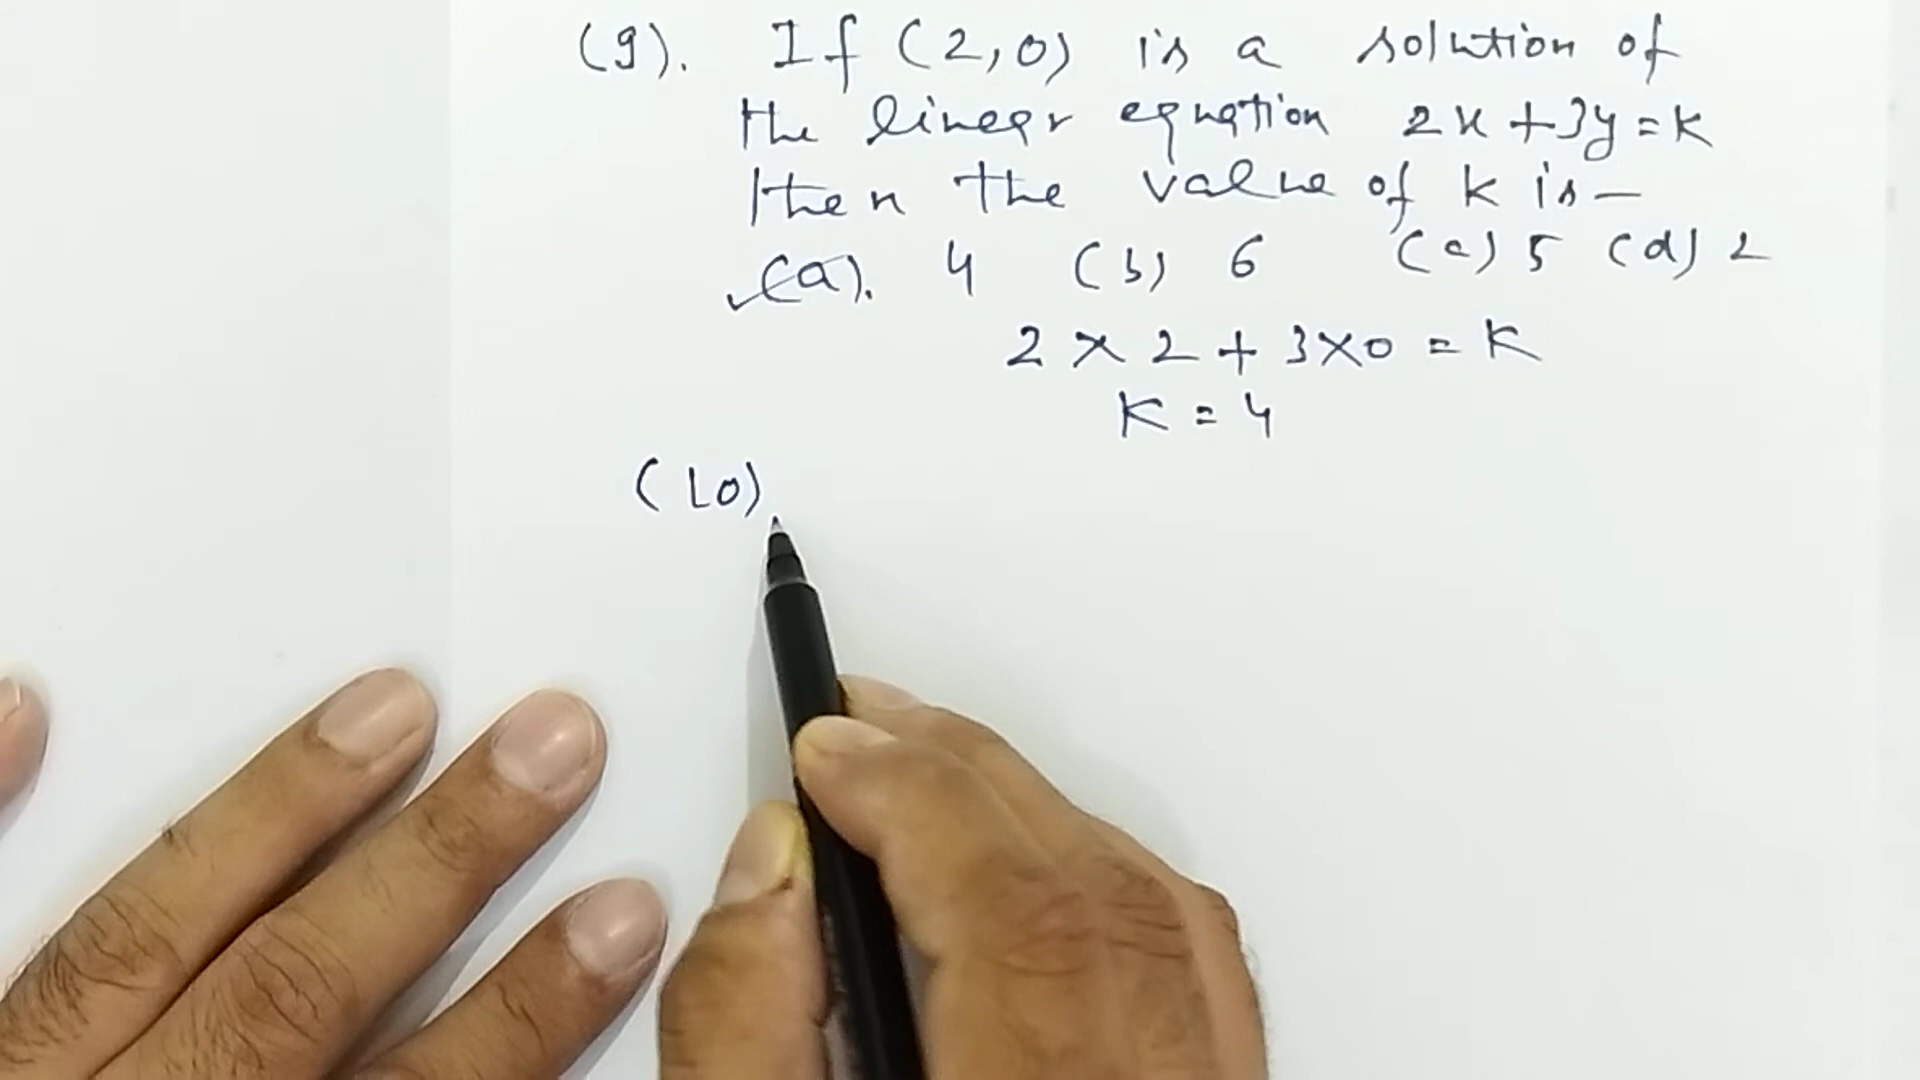 (9). If (2,0) is a solution of
the linear equation 2x+3y=k
then the value of k is—
(a). 4 (b) 6 (c) 5 (d) 2
2 × 2 + 3×0 = K
K = 4
(10)